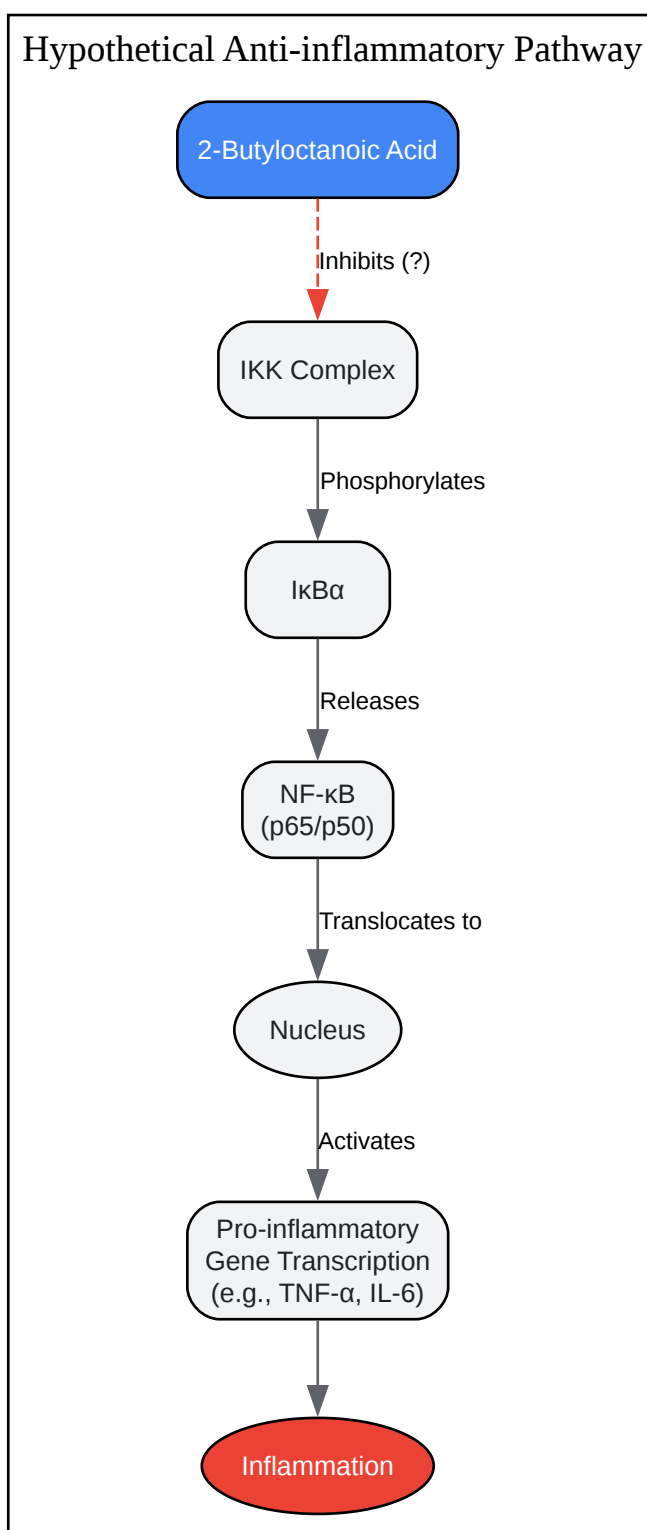 Hypothetical Anti-inflammatory Pathway
2-Butyloctanoic Acid
Inhibits (?)
IKK Complex
Phosphorylates
IκBα
Releases
NF-κB
(p65/p50)
Translocates to
Nucleus
Activates
Pro-inflammatory
Gene Transcription
(e.g., TNF-α, IL-6)
Inflammation